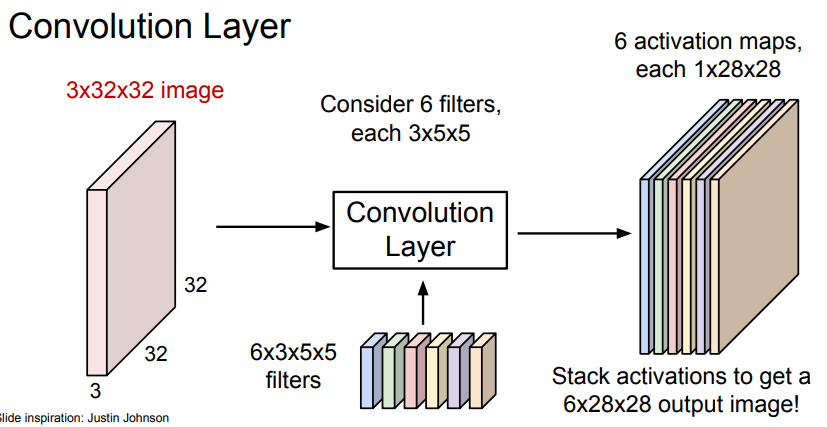 Convolution Layer
3x32x32 image
32
32
3
Consider 6 filters,
each 3x5x5
Convolution
Layer
6x3x5x5
filters
6 activation maps,
each 1x28x28
Stack activations to get a
6x28x28 output image!
Slide inspiration: Justin Johnson